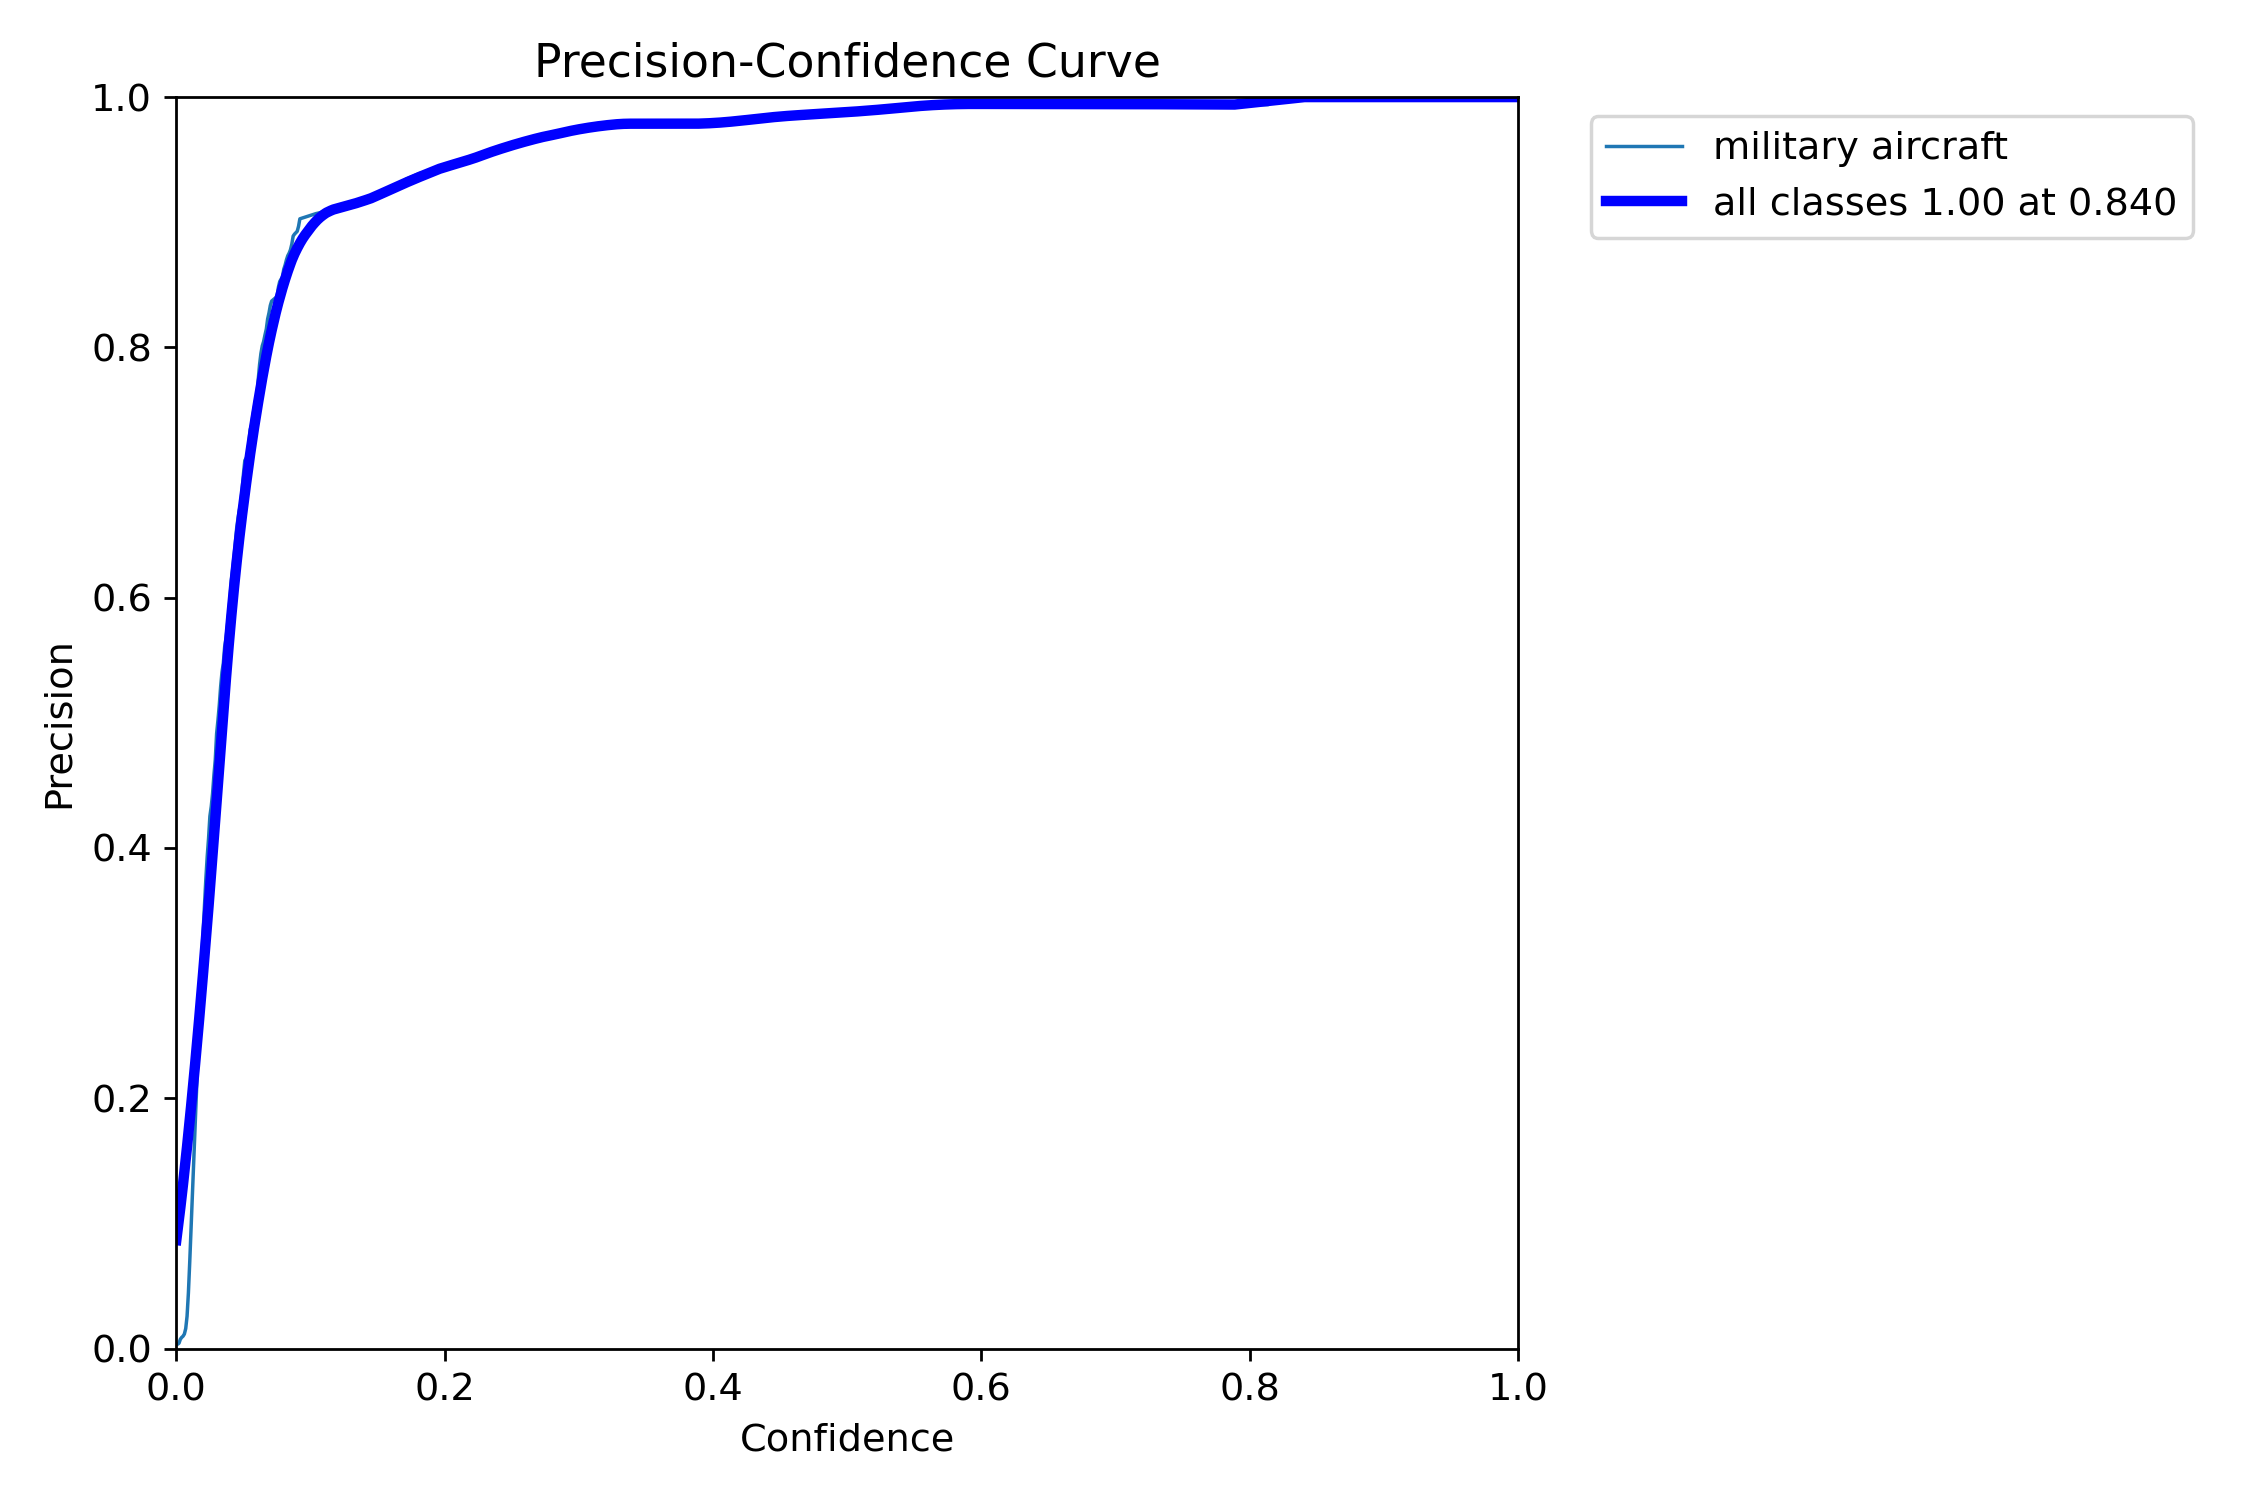 Precision-Confidence Curve
1.0
0.8
0.6
0.4
0.2
0.0
Precision
0.0 0.2 0.4 0.6 0.8 1.0
Confidence
military aircraft
all classes 1.00 at 0.840